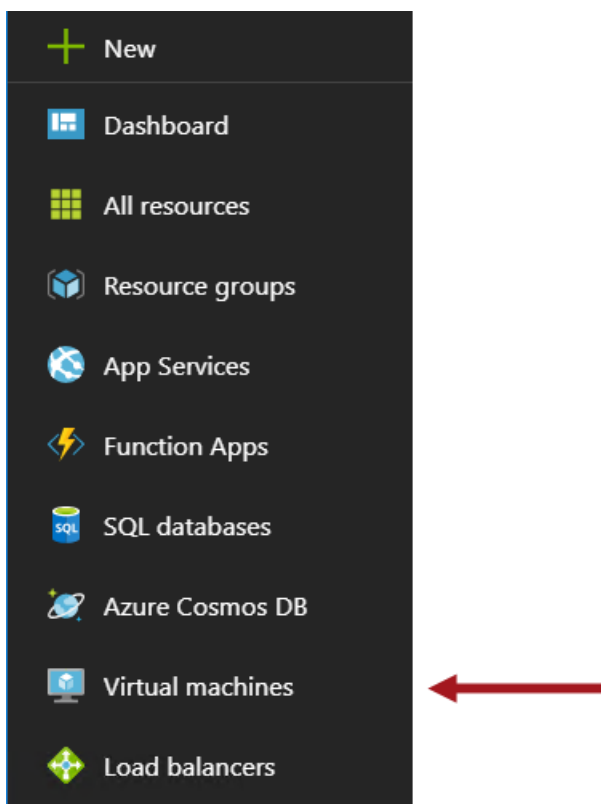 New
Dashboard
All resources
Resource groups
App Services
Function Apps
SQL
SQL databases
Azure Cosmos DB
Virtual machines
Load balancers